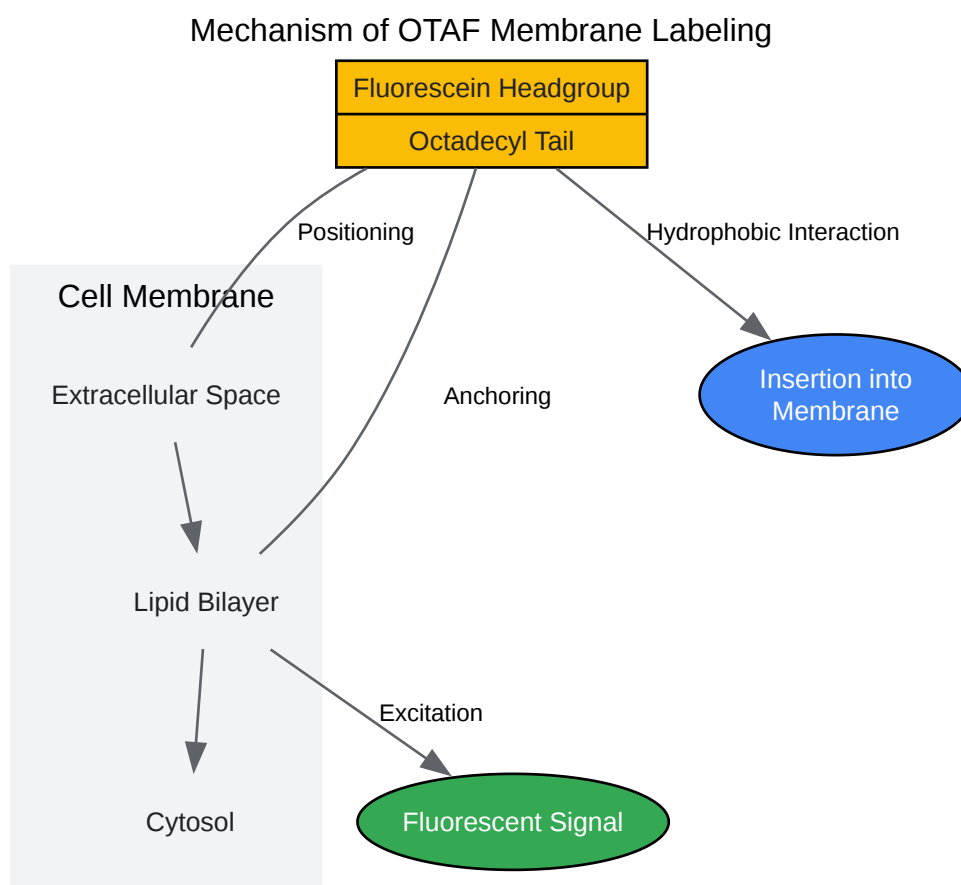 Mechanism of OTAF Membrane Labeling
Fluorescein Headgroup
Octadecyl Tail
Positioning
Hydrophobic Interaction
Cell Membrane
Extracellular Space
Anchoring
Insertion into
Membrane
Lipid Bilayer
Excitation
Cytosol
Fluorescent Signal